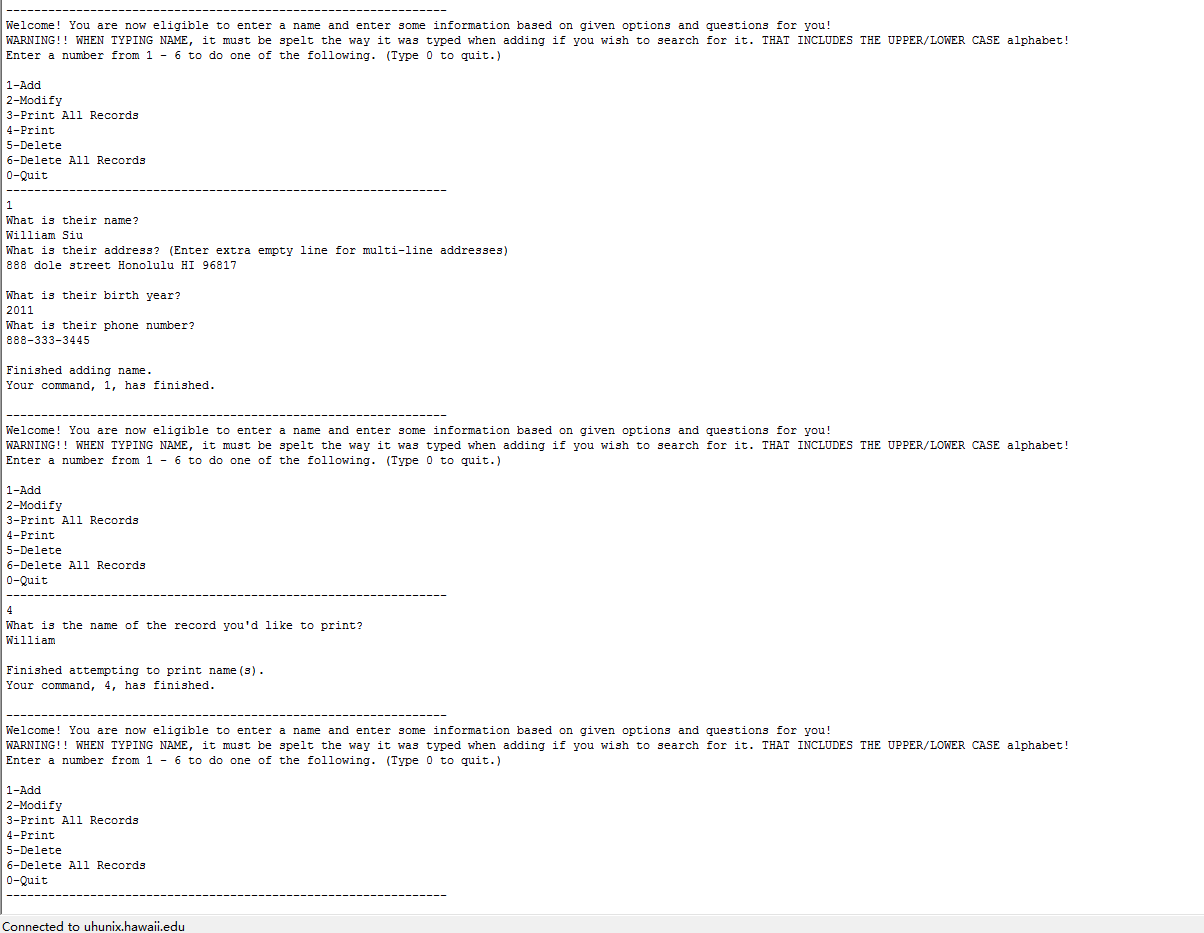 ---------------------------------------------------------------
Welcome! You are now eligible to enter a name and enter some information based on given options and questions for you!
WARNING!! WHEN TYPING NAME, it must be spelt the way it was typed when adding if you wish to search for it. THAT INCLUDES THE UPPER/LOWER CASE alphabet!
Enter a number from 1 - 6 to do one of the following. (Type 0 to quit.)

1-Add
2-Modify
3-Print All Records
4-Print
5-Delete
6-Delete All Records
0-Quit
---------------------------------------------------------------
1
What is their name?
William Siu
What is their address? (Enter extra empty line for multi-line addresses)
888 dole street Honolulu HI 96817

What is their birth year?
2011
What is their phone number?
888-333-3445

Finished adding name.
Your command, 1, has finished.

---------------------------------------------------------------
Welcome! You are now eligible to enter a name and enter some information based on given options and questions for you!
WARNING!! WHEN TYPING NAME, it must be spelt the way it was typed when adding if you wish to search for it. THAT INCLUDES THE UPPER/LOWER CASE alphabet!
Enter a number from 1 - 6 to do one of the following. (Type 0 to quit.)

1-Add
2-Modify
3-Print All Records
4-Print
5-Delete
6-Delete All Records
0-Quit
---------------------------------------------------------------
4
What is the name of the record you'd like to print?
William

Finished attempting to print name(s).
Your command, 4, has finished.

---------------------------------------------------------------
Welcome! You are now eligible to enter a name and enter some information based on given options and questions for you!
WARNING!! WHEN TYPING NAME, it must be spelt the way it was typed when adding if you wish to search for it. THAT INCLUDES THE UPPER/LOWER CASE alphabet!
Enter a number from 1 - 6 to do one of the following. (Type 0 to quit.)

1-Add
2-Modify
3-Print All Records
4-Print
5-Delete
6-Delete All Records
0-Quit
---------------------------------------------------------------
Connected to uhunix.hawaii.edu